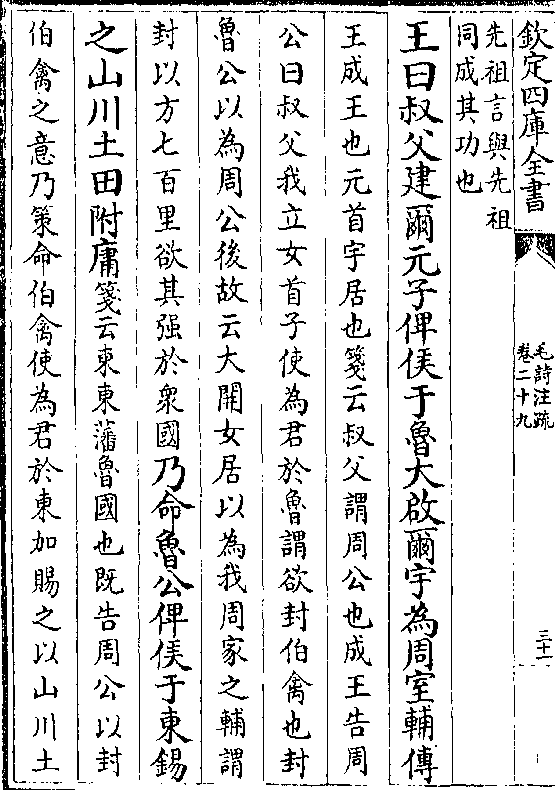 欽定四庫全書
毛詩注疏
卷二十九
三十一
先祖言與先祖
同成其功也
王曰叔父建爾元子俾侯于魯大啟爾宇為周室輔傳
王成王也元首宇居也箋云叔父謂周公也成王告周
公曰叔父我立女首子使為君於魯謂欲封伯禽也封
魯公以為周公後故云大開女居以為我周家之輔謂
封以方七百里欲其强於衆國乃命魯公俾侯于東錫
之山川土田附庸箋云東東藩魯國也既告周公以封
伯禽之意乃策命伯禽使為君於東加賜之以山川土